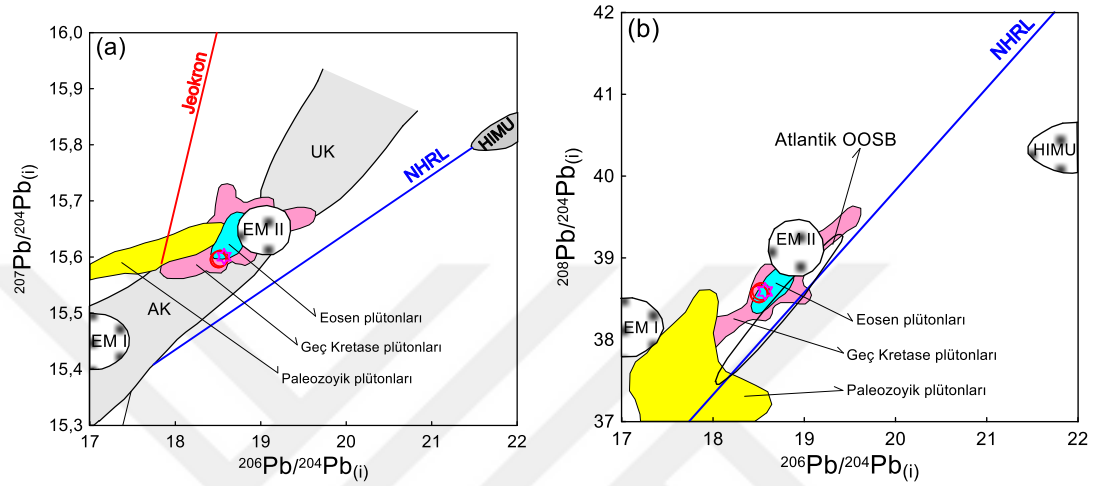 (a)
16,0
15,9
15,8
15,7
15,6
15,5
15,4
15,3
17
18
19
20
21
22
²⁰⁷Pb/²⁰⁴Pb(i)
²⁰⁶Pb/²⁰⁴Pb(i)
Jeokron
UK
NHRL
HIMU
EM II
AK
EM I
Eosen plütonları
Geç Kretase plütonları
Paleozoyik plütonları
(b)
42
41
40
39
38
37
17
18
19
20
21
22
²⁰⁸Pb/²⁰⁴Pb(i)
²⁰⁶Pb/²⁰⁴Pb(i)
NHRL
Atlantik OOSB
HIMU
EM II
EM I
Eosen plütonları
Geç Kretase plütonları
Paleozoyik plütonları